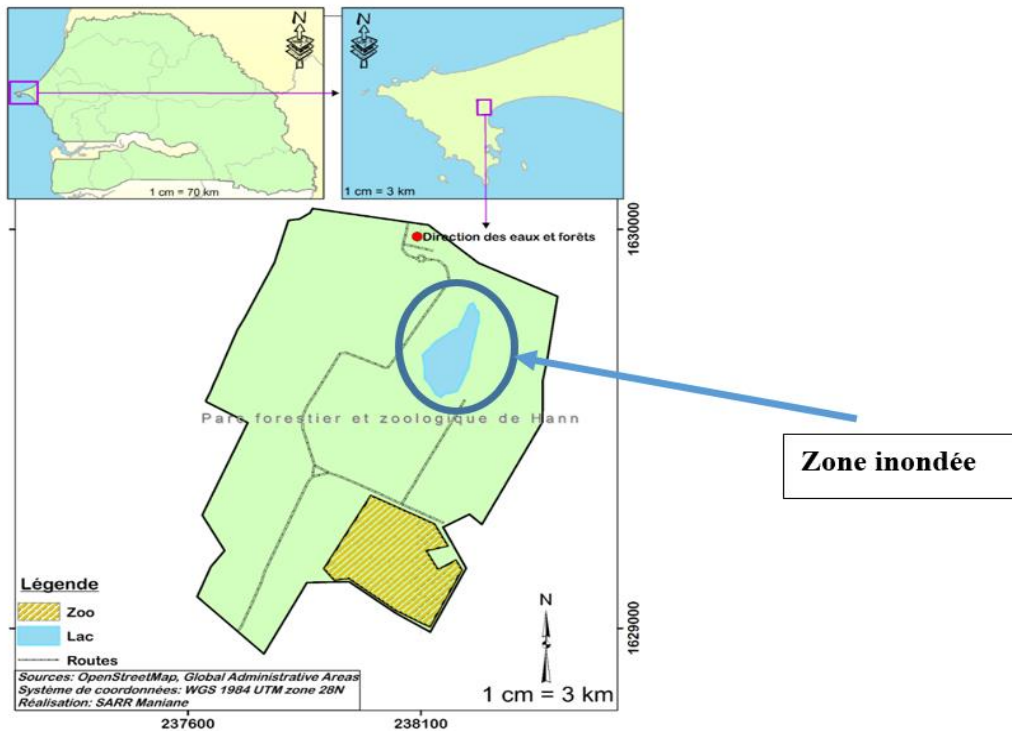 N
N
1 cm = 70 km
1 cm = 3 km
1630000
Direction des eaux et forêts
Parc forestier et zoologique de Hann
Zone inondée
Légende
Zoo
Lac
Routes
N
1629000
Sources: OpenStreetMap, Global Administrative Areas
Système de coordonnées: WGS 1984 UTM zone 28N
Réalisation: SARR Maniane
1 cm = 3 km
237600
238100